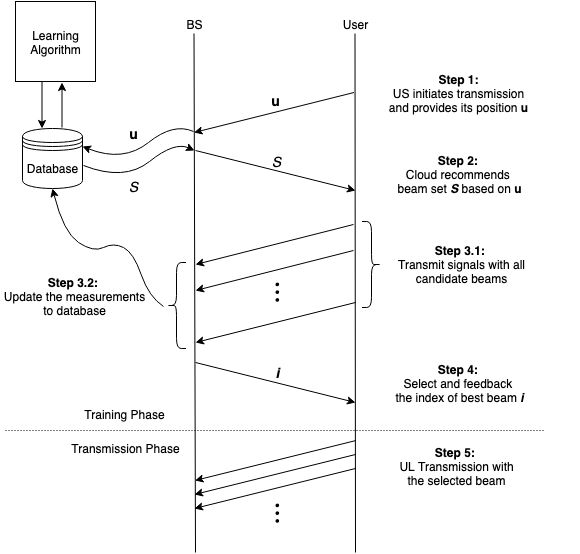 BS
User
Learning
Algorithm
Step 1:
US initiates transmission
and provides its position u
u
u
Database
S
S
Step 2:
Cloud recommends
beam set S based on u
Step 3.1:
Transmit signals with all
candidate beams
Step 3.2:
Update the measurements
to database
i
Step 4:
Select and feedback
the index of best beam i
Training Phase
Transmission Phase
Step 5:
UL Transmission with
the selected beam